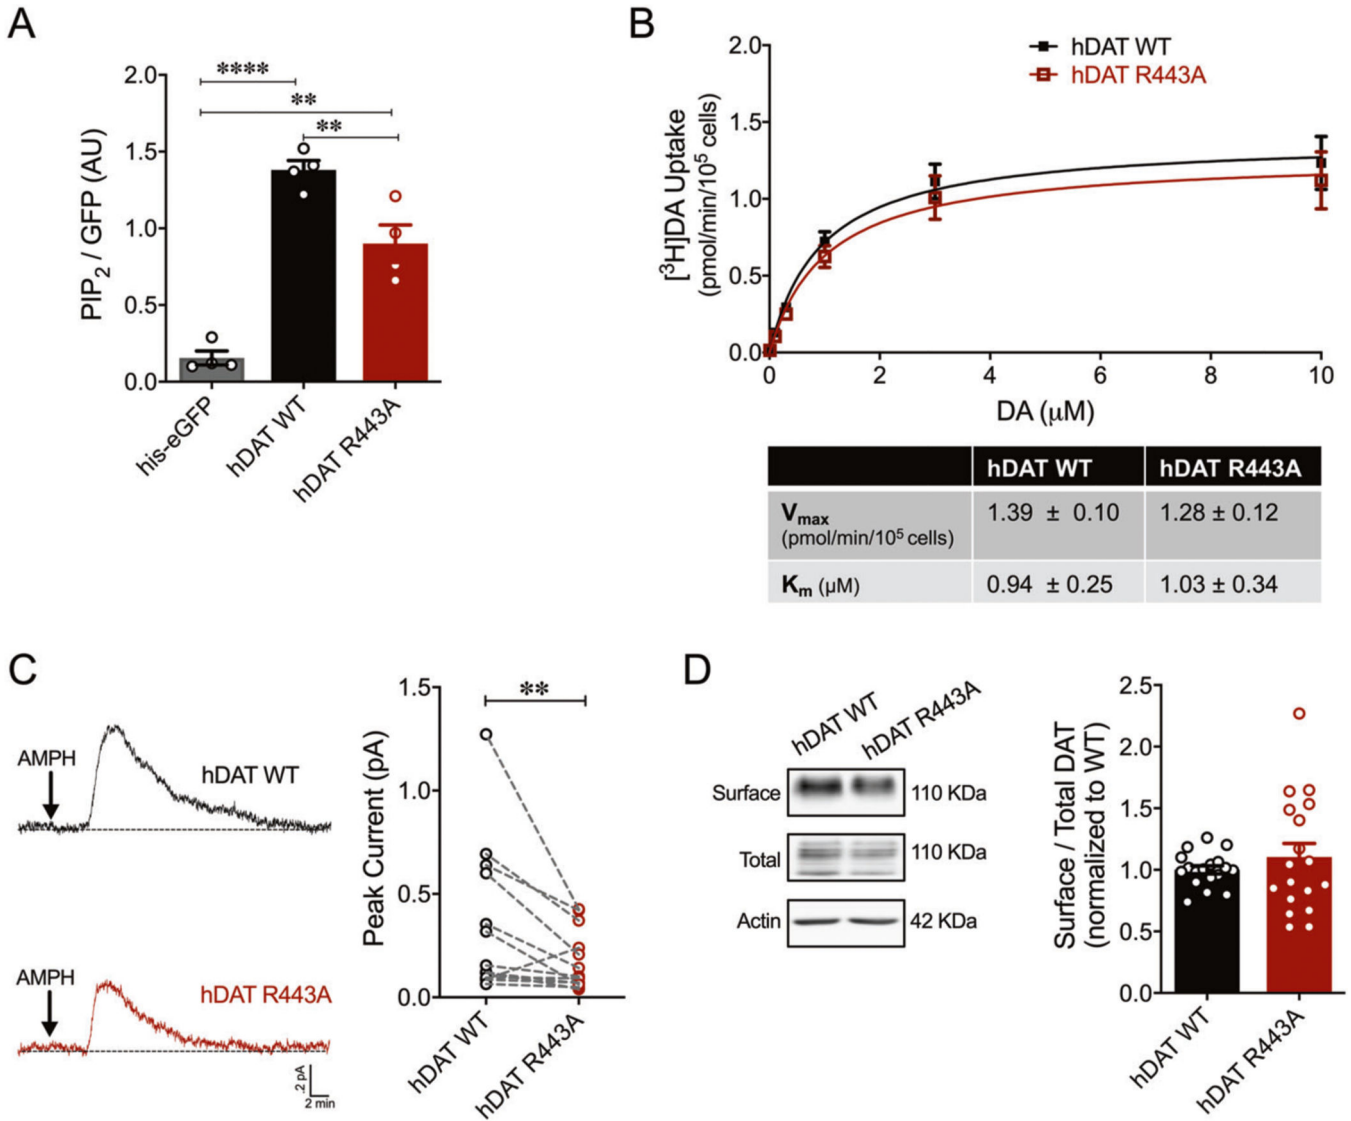 A
PIP2 / GFP (AU)
2.0
1.5
1.0
0.5
0.0
****
**
**
his-eGFP
hDAT WT
hDAT R443A
B
hDAT WT
hDAT R443A
[3H]DA Uptake
(pmol/min/10⁵ cells)
2.0
1.5
1.0
0.5
0.0
0 2 4 6 8 10
DA (µM)
hDAT WT hDAT R443A
Vmax 1.39 ± 0.10 1.28 ± 0.12
(pmol/min/10⁵ cells)
Km (µM) 0.94 ± 0.25 1.03 ± 0.34
C
AMPH
hDAT WT
AMPH
hDAT R443A
.2 pA
2 min
Peak Current (pA)
1.5
1.0
0.5
0.0
**
hDAT WT
hDAT R443A
D
hDAT WT
hDAT R443A
Surface 110 KDa
Total 110 KDa
Actin 42 KDa
Surface / Total DAT
(normalized to WT)
2.5
2.0
1.5
1.0
0.5
0.0
hDAT WT
hDAT R443A